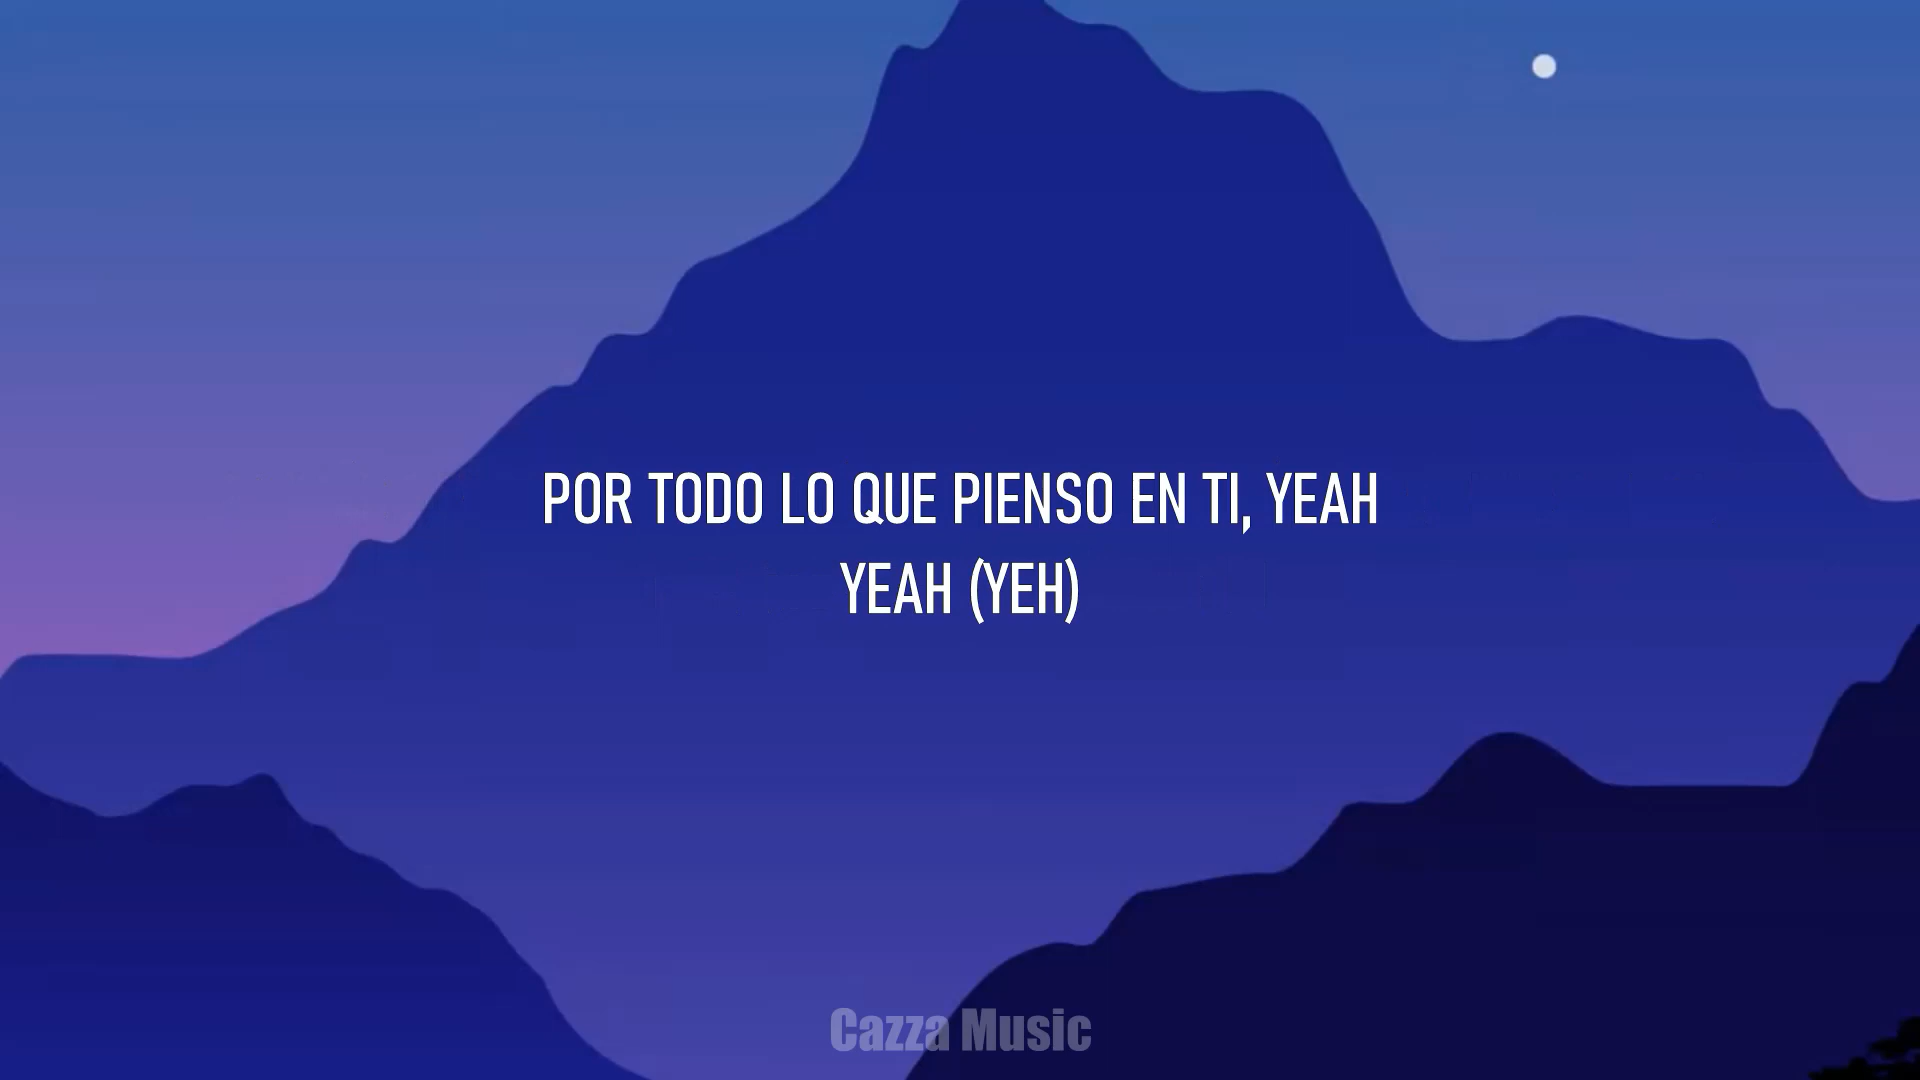 POR TODO LO QUE PIENSO EN TI, YEAH
YEAH (YEH)
Cazza Music